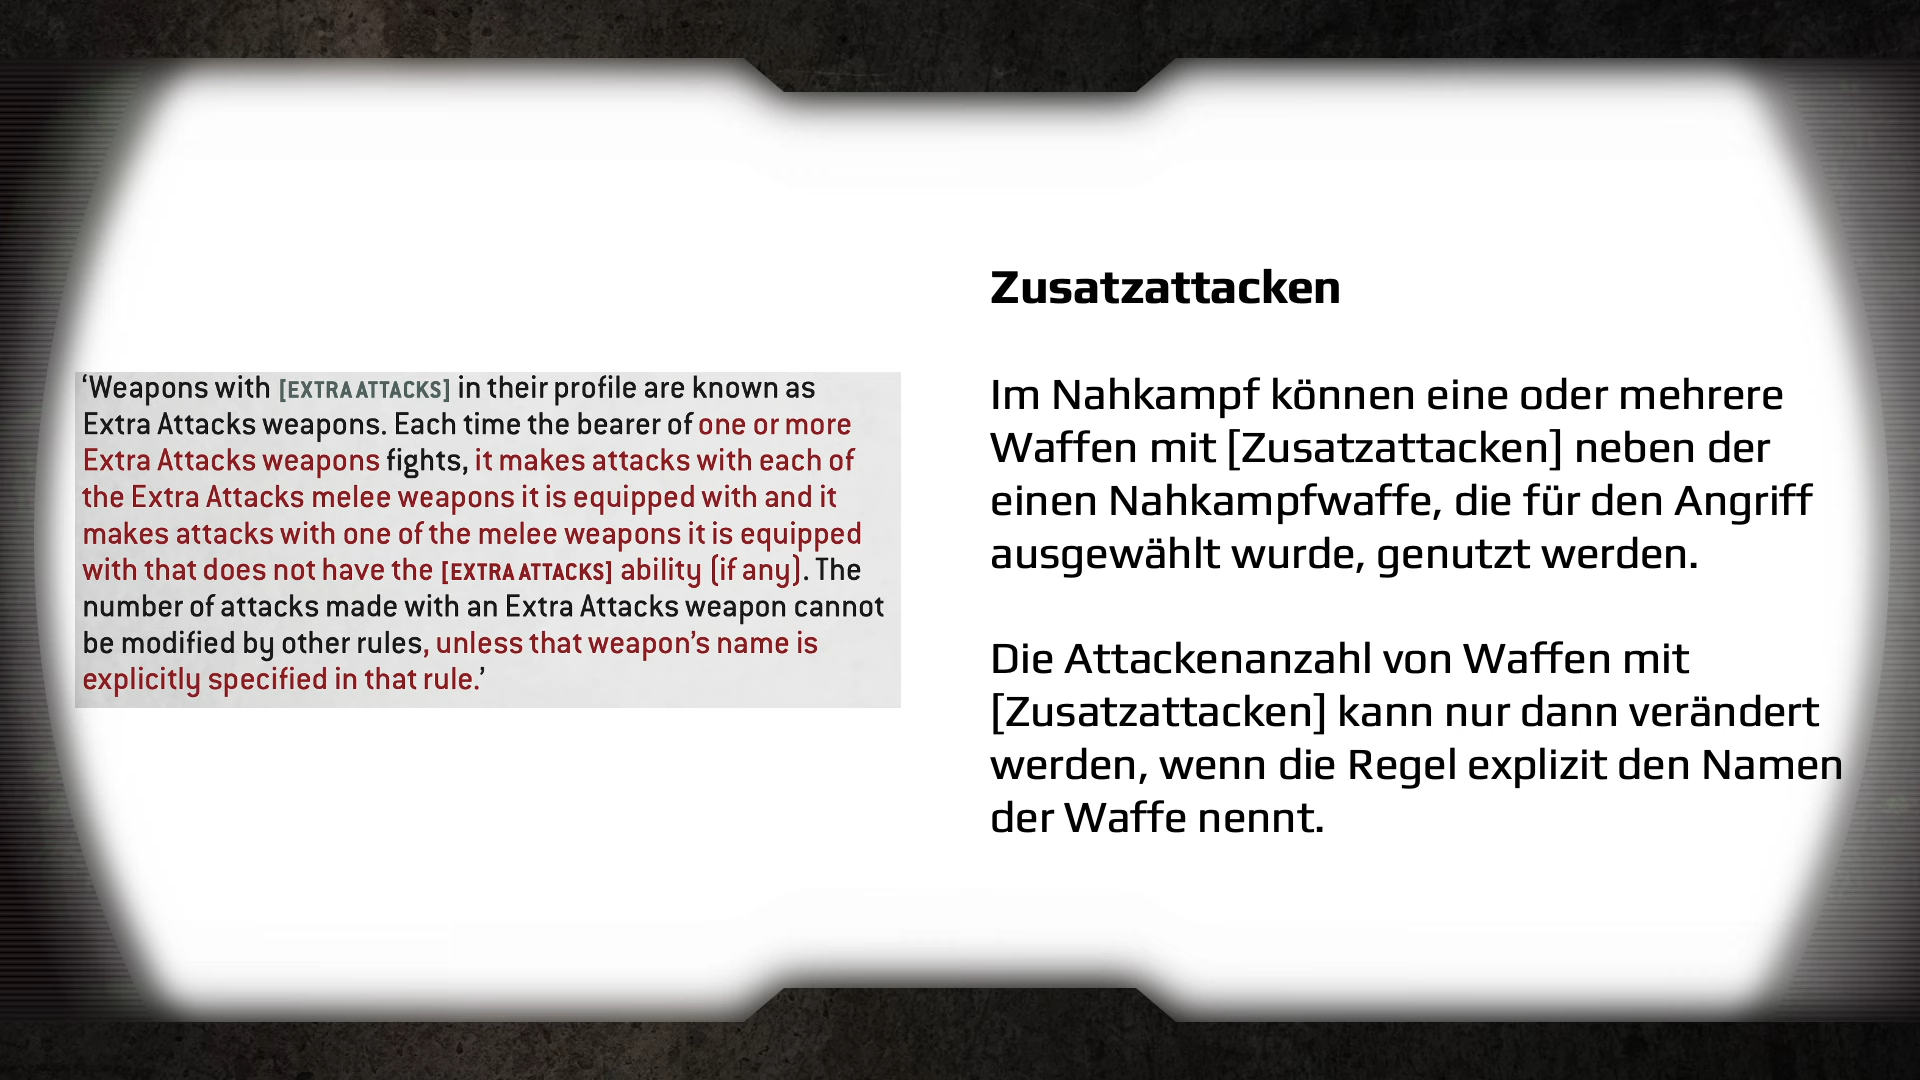 ‘Weapons with [EXTRA ATTACKS] in their profile are known as
Extra Attacks weapons. Each time the bearer of one or more
Extra Attacks weapons fights, it makes attacks with each of
the Extra Attacks melee weapons it is equipped with and it
makes attacks with one of the melee weapons it is equipped
with that does not have the [EXTRA ATTACKS] ability (if any). The
number of attacks made with an Extra Attacks weapon cannot
be modified by other rules, unless that weapon’s name is
explicitly specified in that rule.’
Zusatzattacken
Im Nahkampf können eine oder mehrere
Waffen mit [Zusatzattacken] neben der
einen Nahkampfwaffe, die für den Angriff
ausgewählt wurde, genutzt werden.
Die Attackenanzahl von Waffen mit
[Zusatzattacken] kann nur dann verändert
werden, wenn die Regel explizit den Namen
der Waffe nennt.